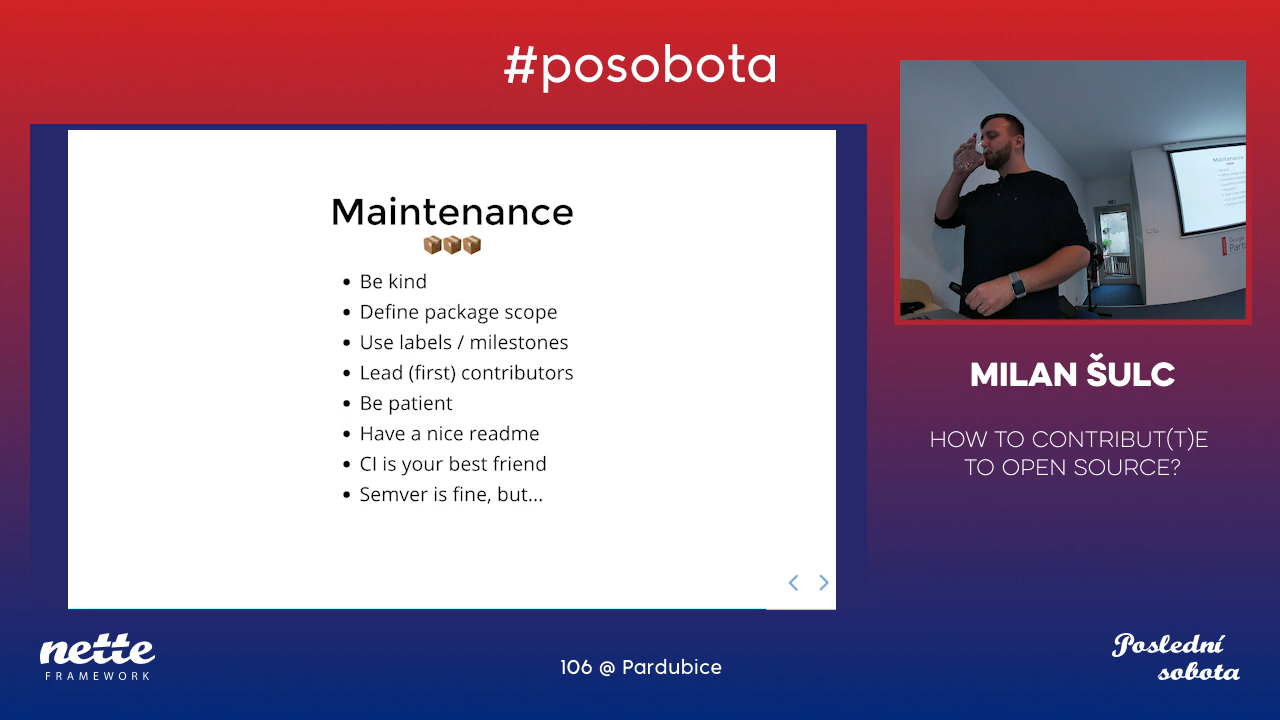 #posobota
Maintenance
• Be kind
• Define package scope
• Use labels / milestones
• Lead (first) contributors
• Be patient
• Have a nice readme
• CI is your best friend
• Semver is fine, but...
Maintenance
MILAN ŠULC
HOW TO CONTRIBUT(T)E
TO OPEN SOURCE?
nette
FRAMEWORK
106 @ Pardubice
Poslední
sobota